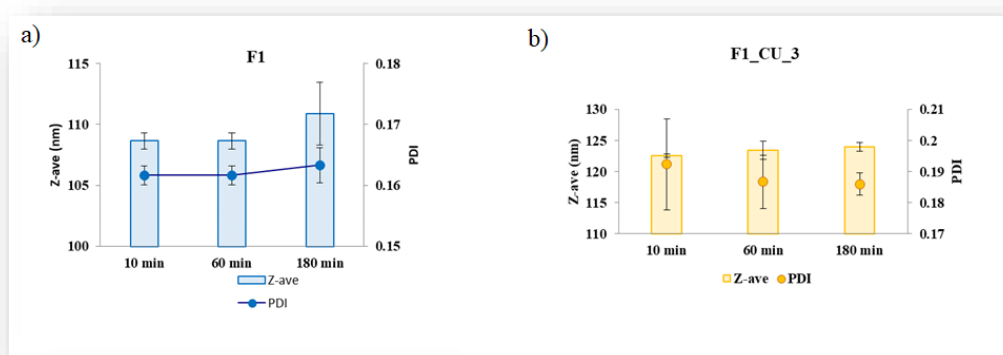 a)
F1
115
110
105
100
Z-ave (nm)
0.18
0.17
0.16
0.15
PDI
10 min 60 min 180 min
Z-ave
PDI
b)
F1_CU_3
130
125
120
115
110
Z-ave (nm)
0.21
0.2
0.19
0.18
0.17
PDI
10 min 60 min 180 min
Z-ave PDI